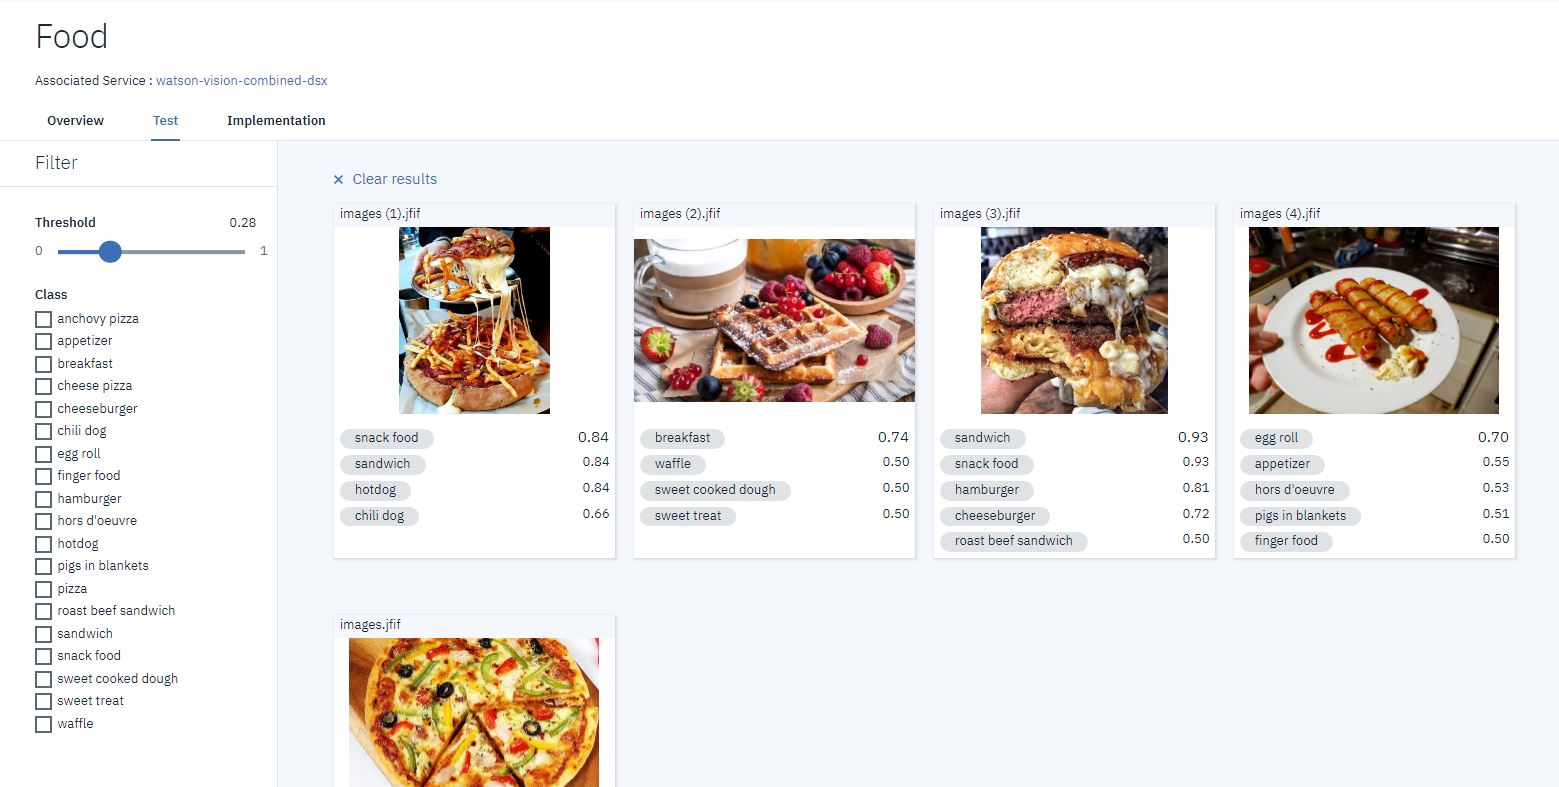 Food
Associated Service : watson-vision-combined-dsx
Overview Test Implementation
Filter
Threshold 0.28
0 1
Class
anchovy pizza
appetizer
breakfast
cheese pizza
cheeseburger
chili dog
egg roll
finger food
hamburger
hors d'oeuvre
hotdog
pigs in blankets
pizza
roast beef sandwich
sandwich
snack food
sweet cooked dough
sweet treat
waffle
× Clear results
images (1).jfif
snack food 0.84
sandwich 0.84
hotdog 0.84
chili dog 0.66
images (2).jfif
breakfast 0.74
waffle 0.50
sweet cooked dough 0.50
sweet treat 0.50
images (3).jfif
sandwich 0.93
snack food 0.93
hamburger 0.81
cheeseburger 0.72
roast beef sandwich 0.50
images (4).jfif
egg roll 0.70
appetizer 0.55
hors d'oeuvre 0.53
pigs in blankets 0.51
finger food 0.50
images.jfif